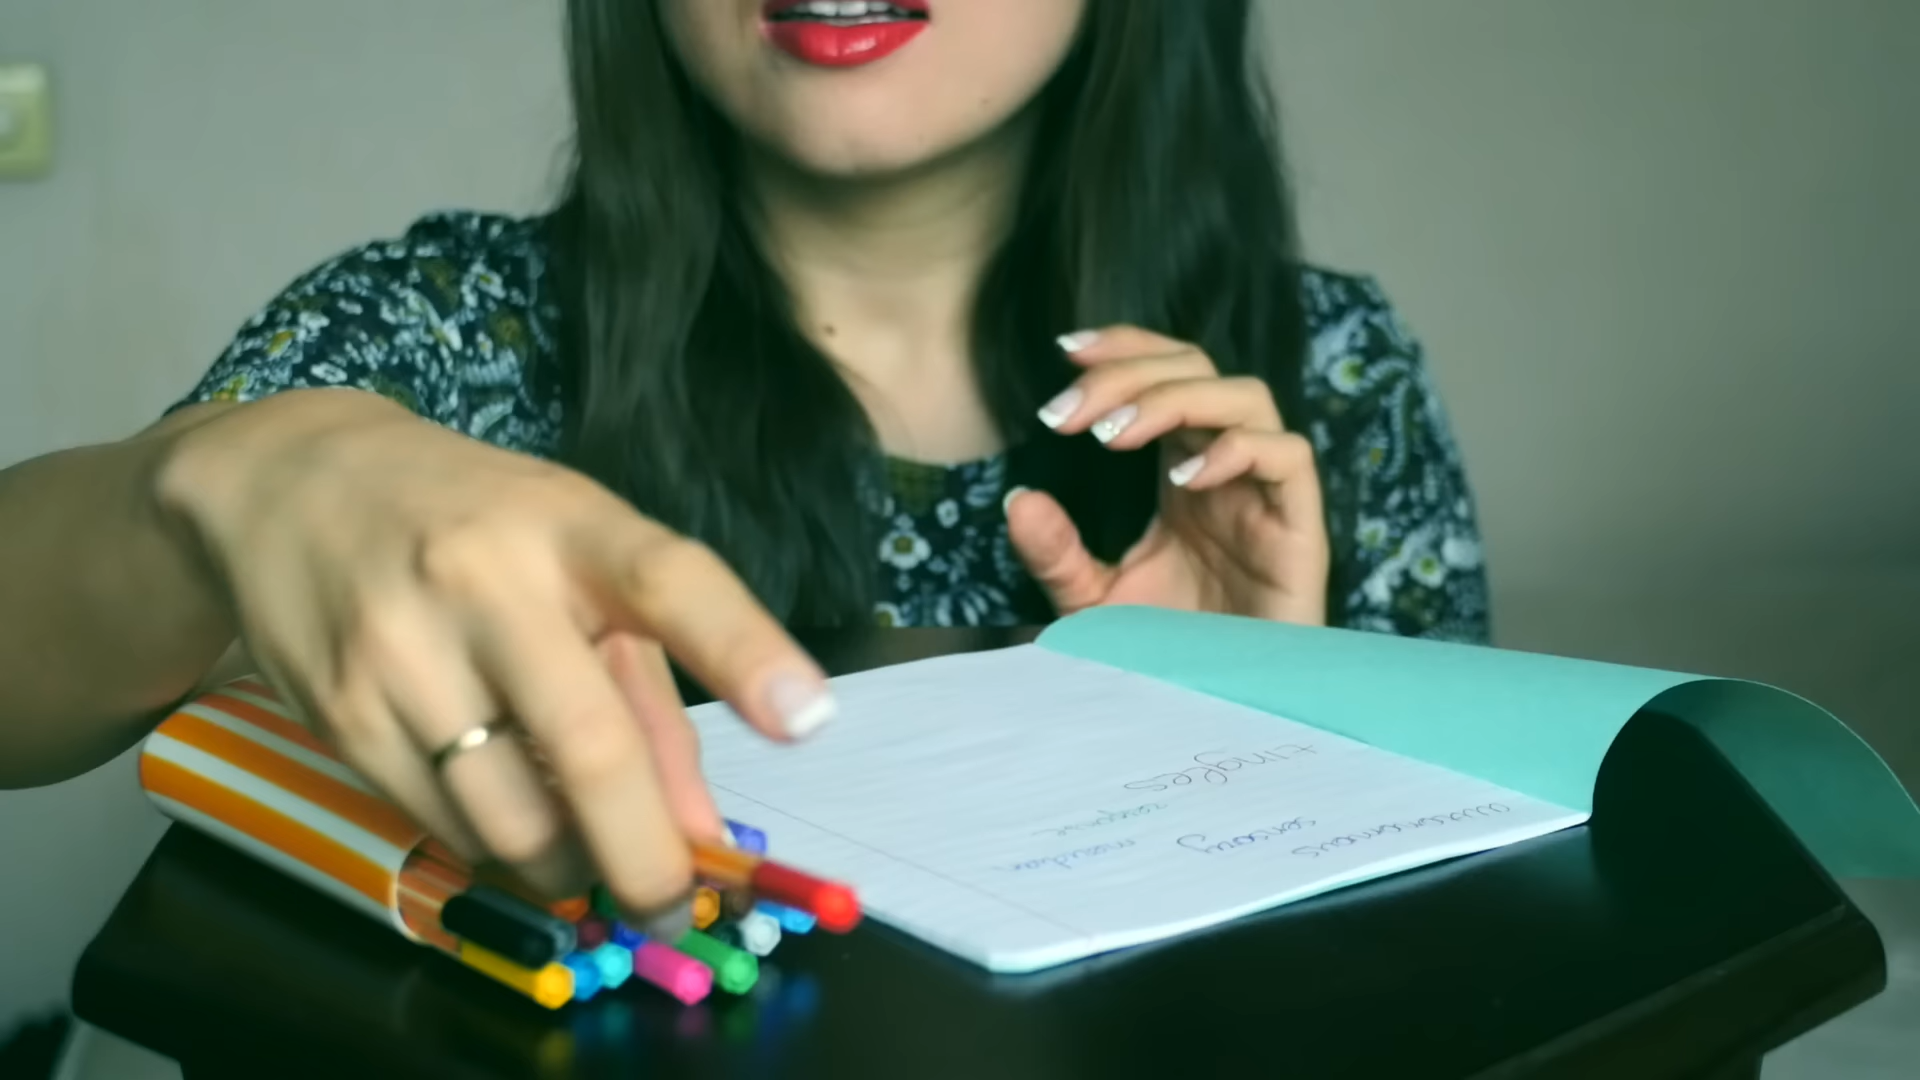 autonomous
sensory
meridian
response
tingles